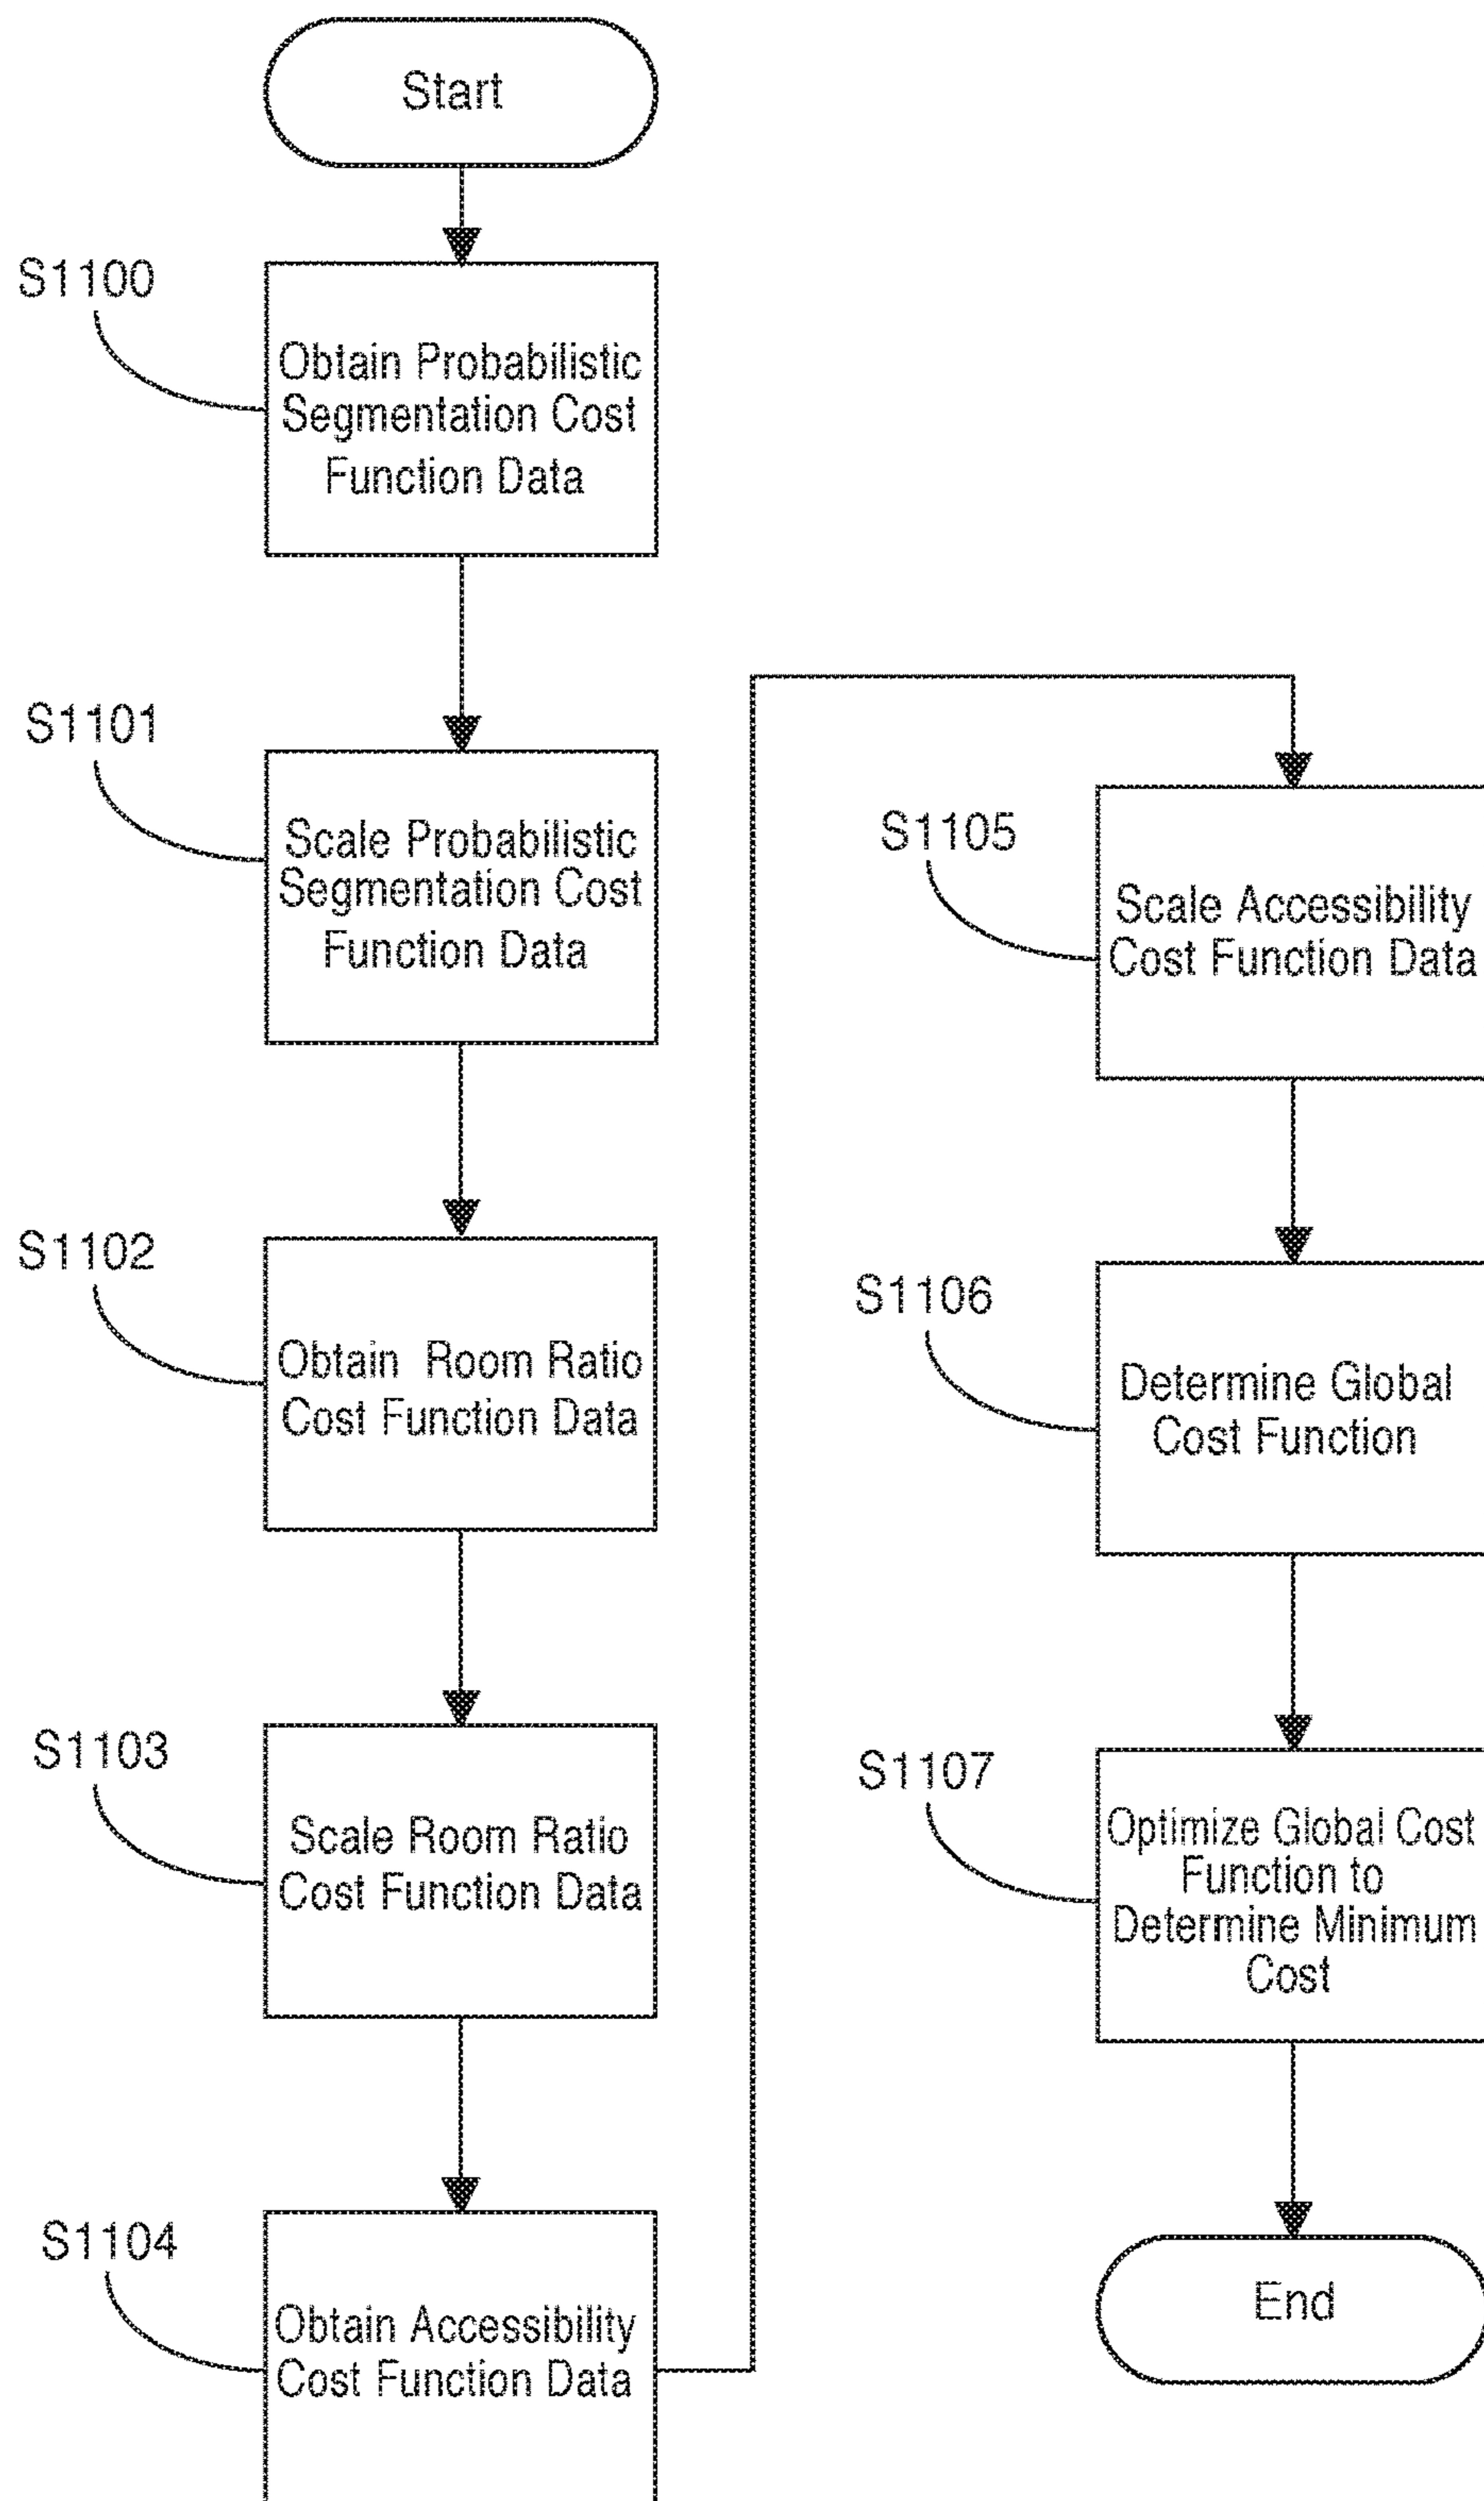 Start
S1100
Obtain Probabilistic
Segmentation Cost
Function Data
S1101
Scale Probabilistic
Segmentation Cost
Function Data
S1102
Obtain Room Ratio
Cost Function Data
S1103
Scale Room Ratio
Cost Function Data
S1104
Obtain Accessibility
Cost Function Data
S1105
Scale Accessibility
Cost Function Data
S1106
Determine Global
Cost Function
S1107
Optimize Global Cost
Function to
Determine Minimum
Cost
End